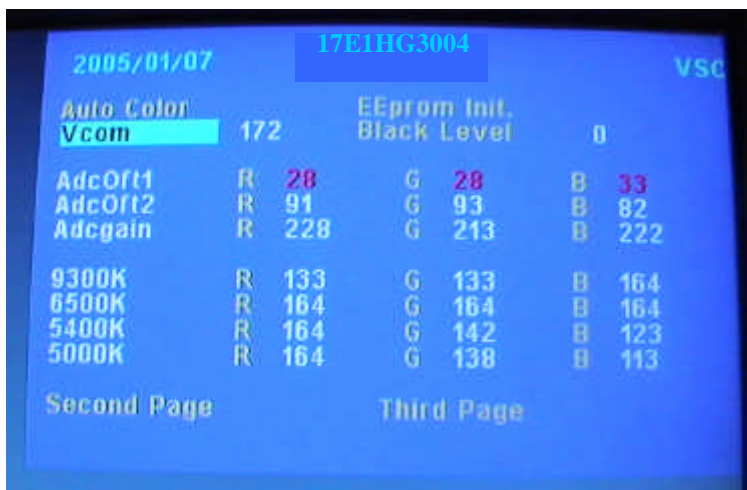 17E1HG3004
2005/01/07 VSC
Auto Color EEprom Init.
Vcom 172 Black Level 0
AdcOft1 R 28 G 28 B 33
AdcOft2 R 91 G 93 B 82
Adcgain R 228 G 213 B 222
9300K R 133 G 133 B 164
6500K R 164 G 164 B 164
5400K R 164 G 142 B 123
5000K R 164 G 138 B 113
Second Page Third Page